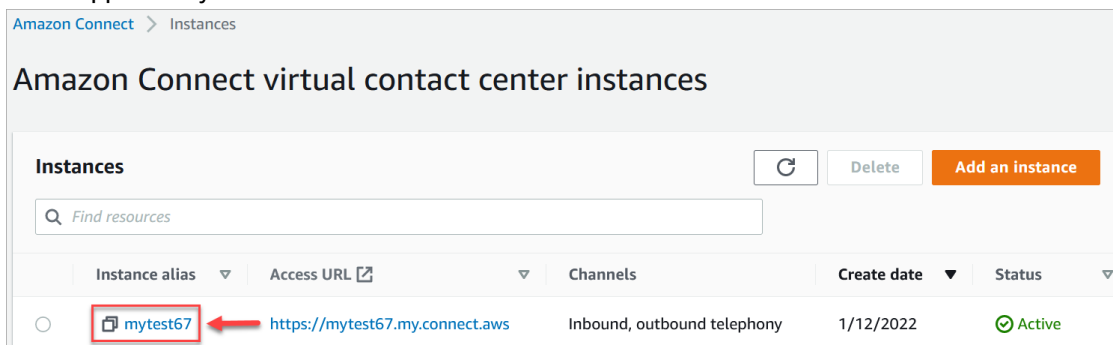 Amazon Connect > Instances
Amazon Connect virtual contact center instances
Instances
Delete
Add an instance
Find resources
Instance alias
Access URL
Channels
Create date
Status
mytest67
https://mytest67.my.connect.aws
Inbound, outbound telephony
1/12/2022
Active